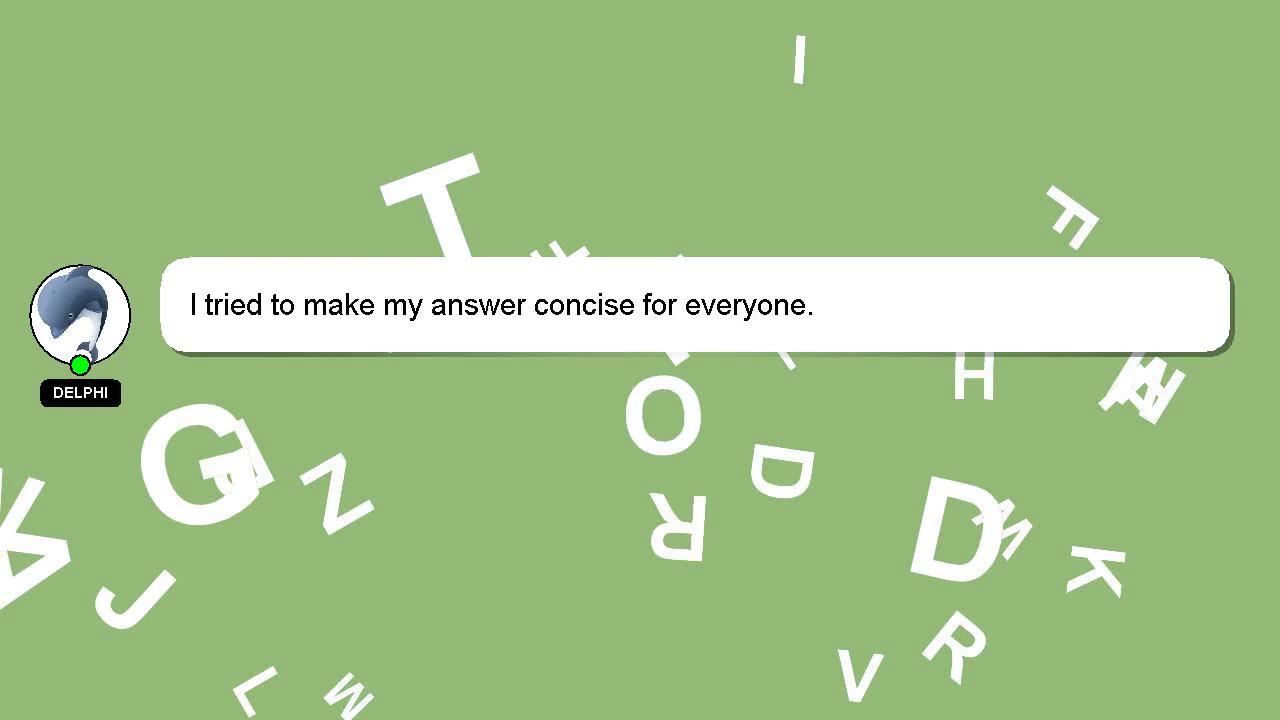 I tried to make my answer concise for everyone.
DELPHI
I
T
F
H
O
G
N
D
R
D
M
K
J
R
V
L
M